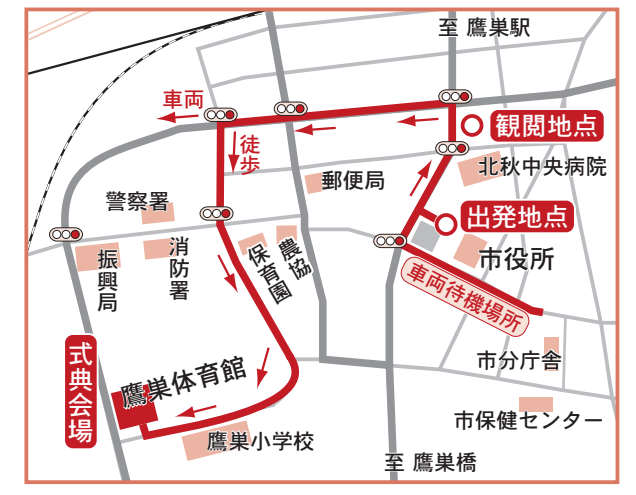 至 鷹巣駅
車両
観閲地点
徒歩
北秋中央病院
郵便局
警察署
出発地点
消防署
保育園
農協
市役所
振興局
車両待機場所
式典会場
鷹巣体育館
市分庁舎
市保健センター
鷹巣小学校
至 鷹巣橋